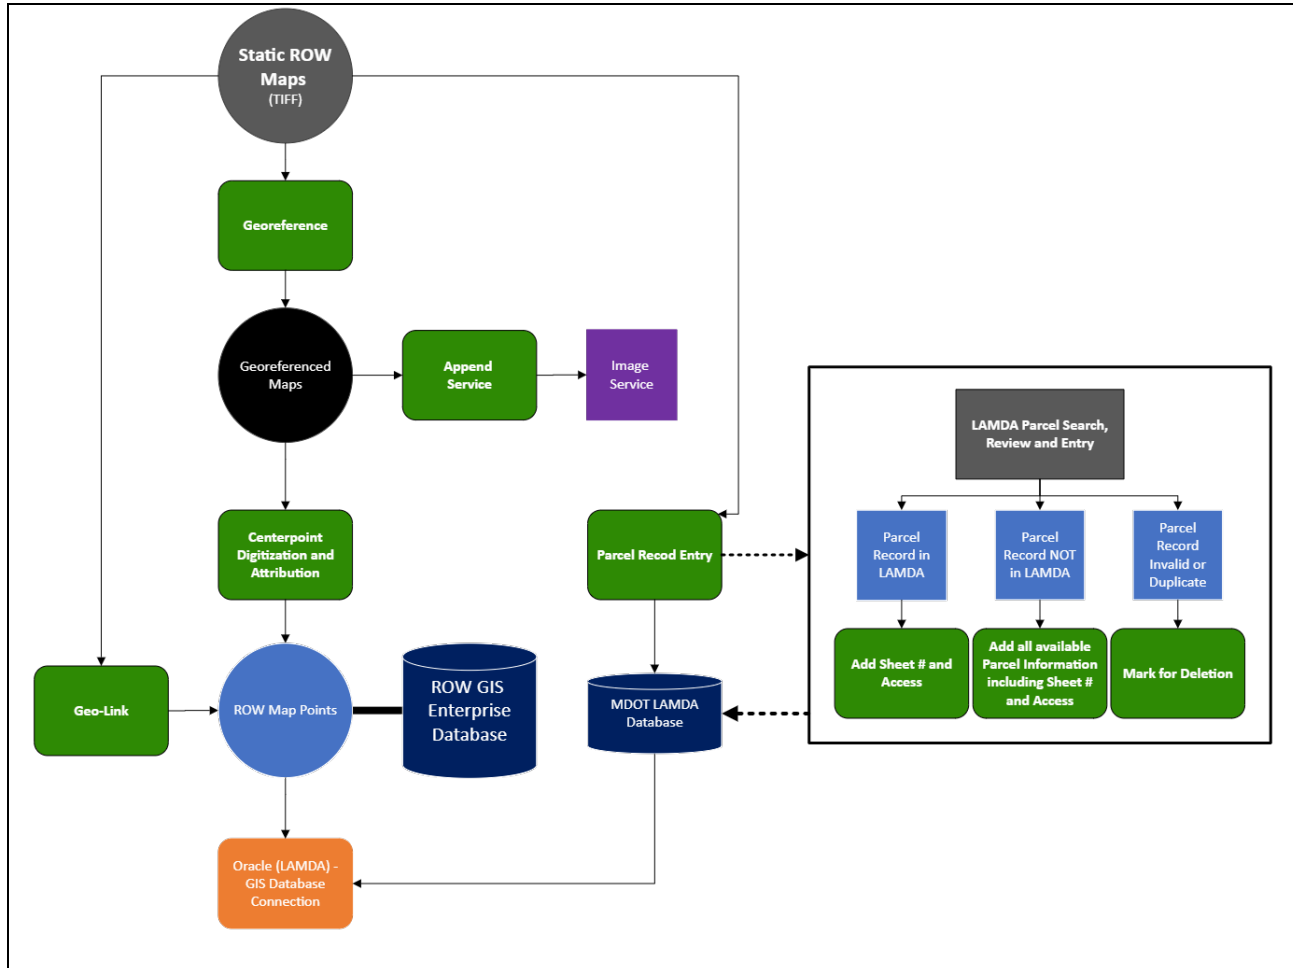 Static ROW
Maps
(TIFF)
Georeference
Georeferenced
Maps
Append
Service
Image
Service
LAMDA Parcel Search,
Review and Entry
Parcel
Record in
LAMDA
Parcel
Record NOT
in LAMDA
Parcel
Record
Invalid or
Duplicate
Centerpoint
Digitization and
Attribution
Parcel Recod Entry
Add Sheet # and
Access
Add all available
Parcel Information
including Sheet #
and Access
Mark for Deletion
Geo-Link
ROW Map Points
ROW GIS
Enterprise
Database
MDOT LAMDA
Database
Oracle (LAMDA) -
GIS Database
Connection